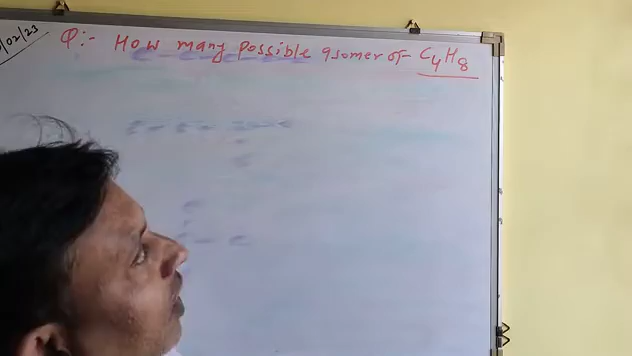 /02/23
Q:- How many possible isomer of- C₄H₈